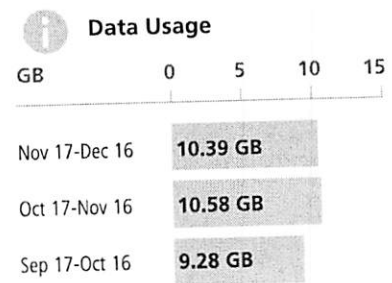 i Data Usage
GB 0 5 10 15
Nov 17-Dec 16 10.39 GB
Oct 17-Nov 16 10.58 GB
Sep 17-Oct 16 9.28 GB